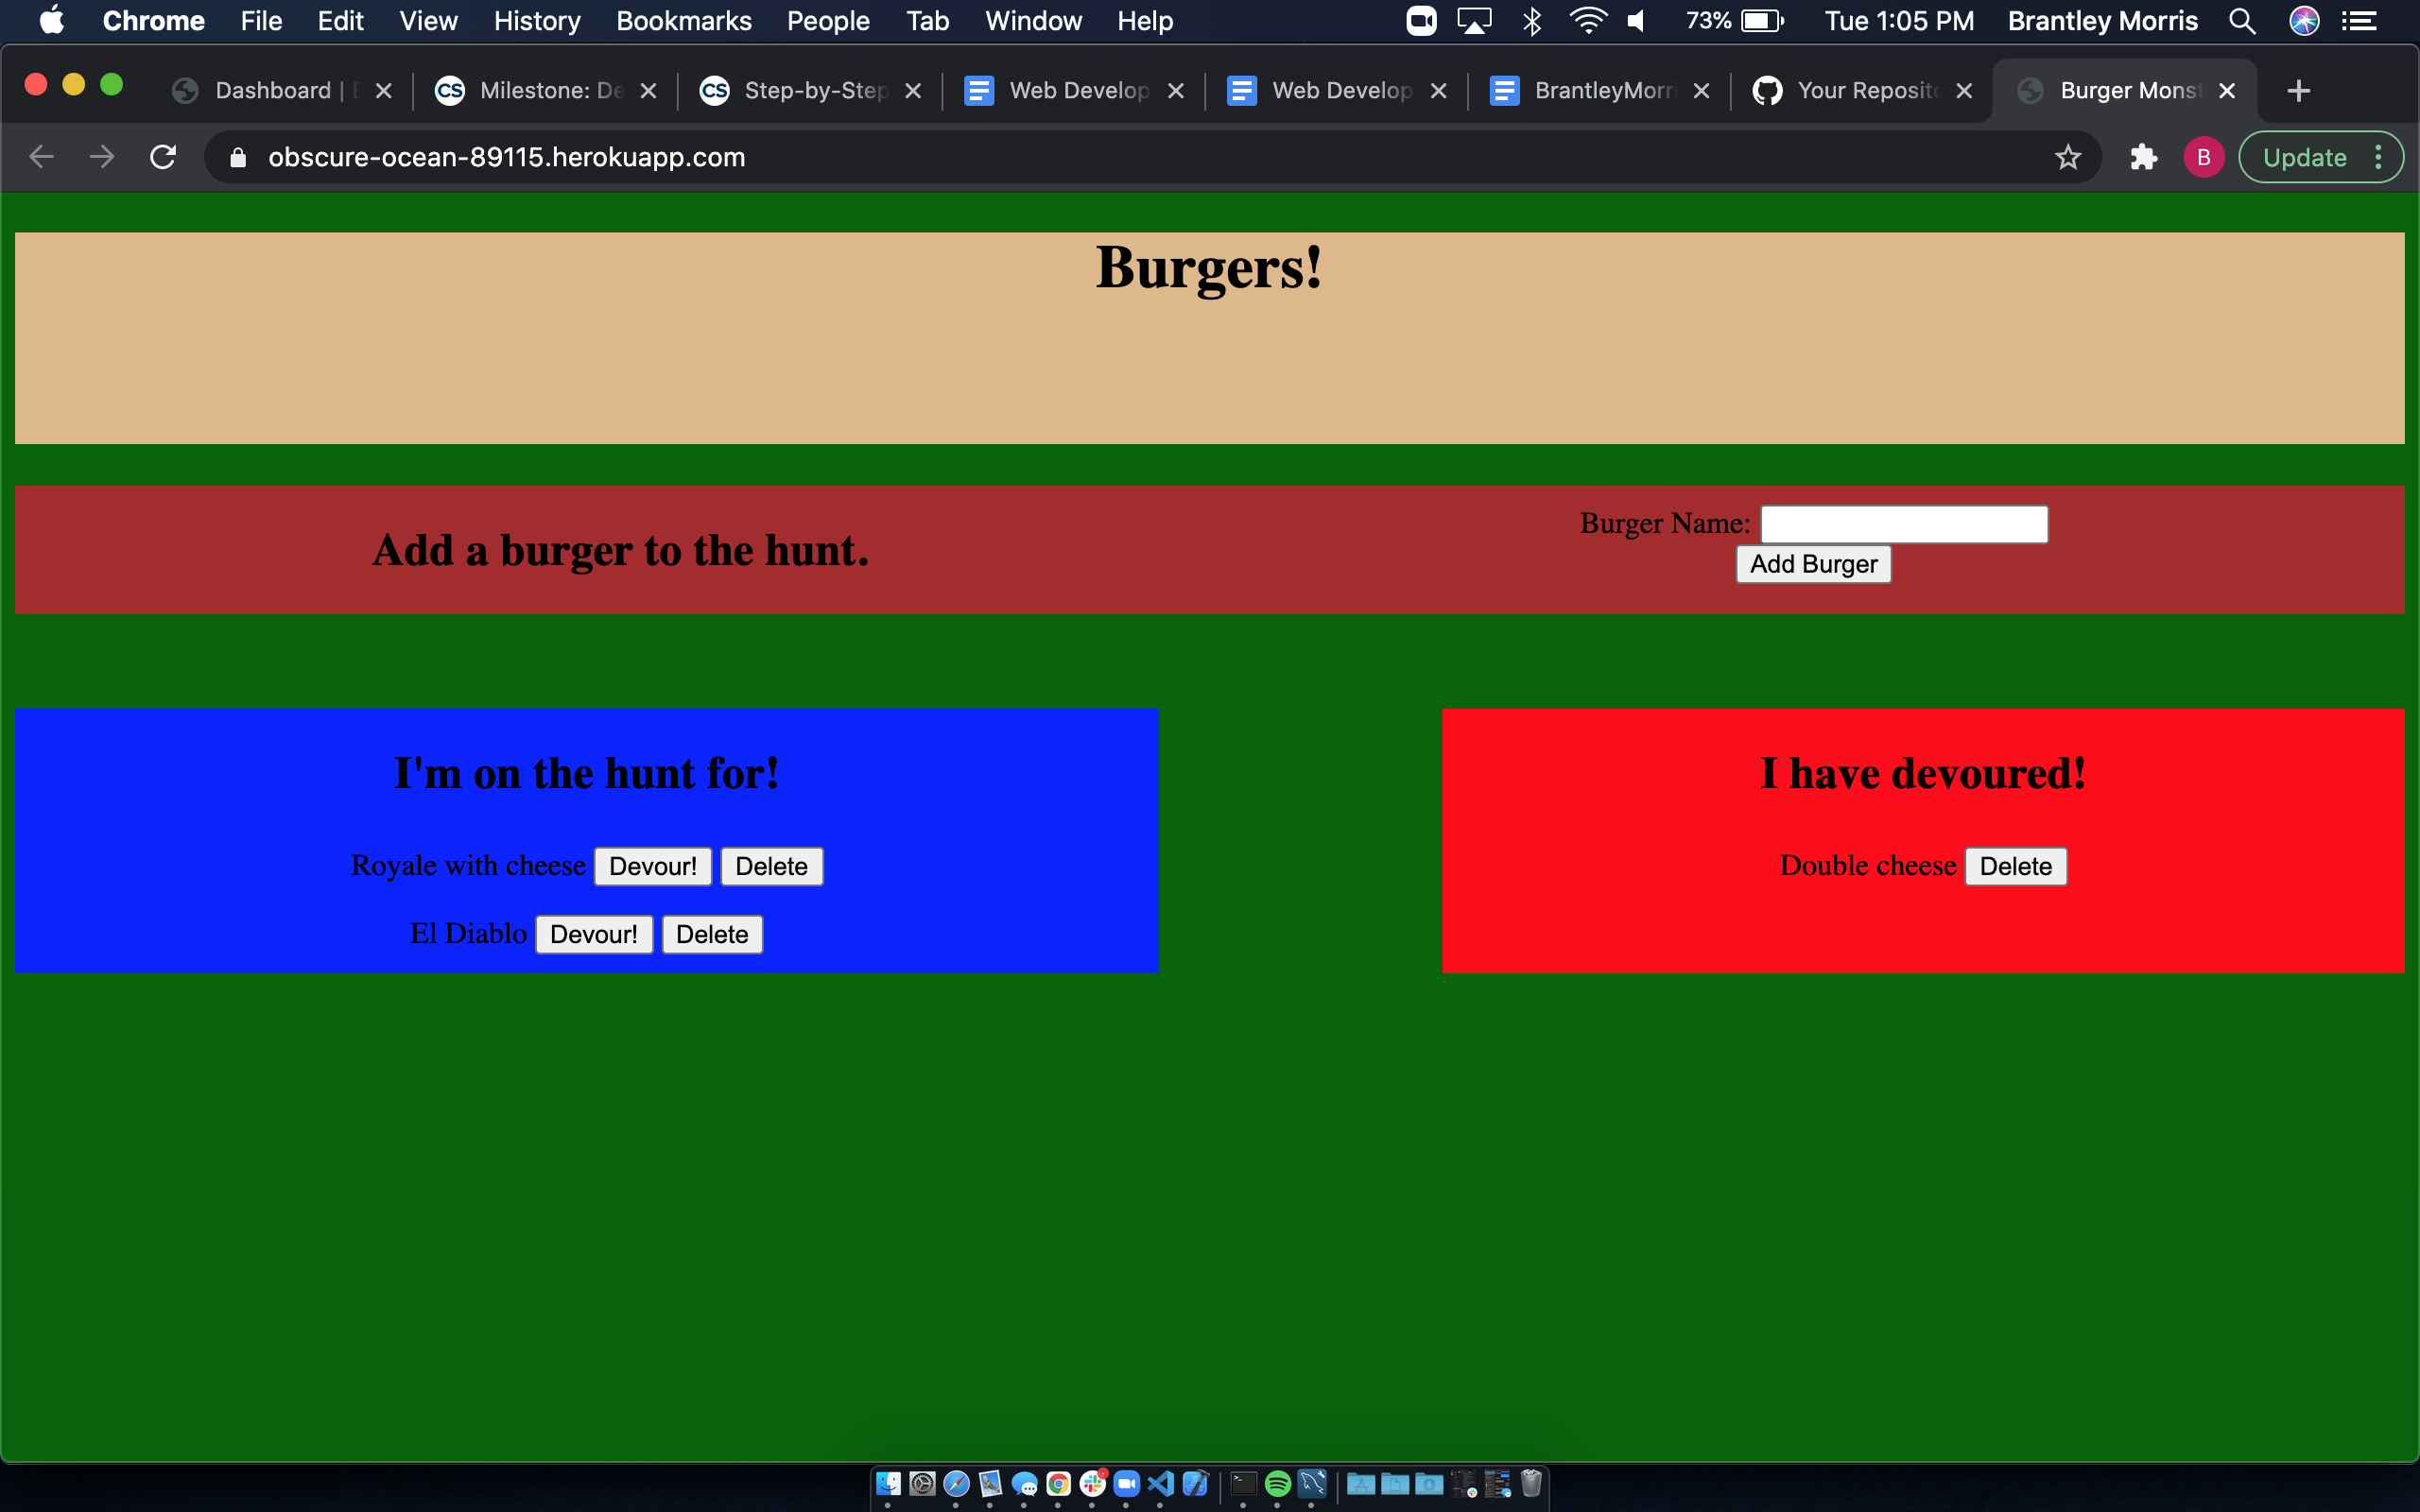 Chrome File Edit View History Bookmarks People Tab Window Help 73% Tue 1:05 PM Brantley Morris
Dashboard | CS Milestone: De CS Step-by-Step Web Develop Web Develop BrantleyMorri Your Reposito Burger Monst
obscure-ocean-89115.herokuapp.com B Update
Burgers!
Add a burger to the hunt.
Burger Name:
Add Burger
I'm on the hunt for!
Royale with cheese Devour! Delete
El Diablo Devour! Delete
I have devoured!
Double cheese Delete